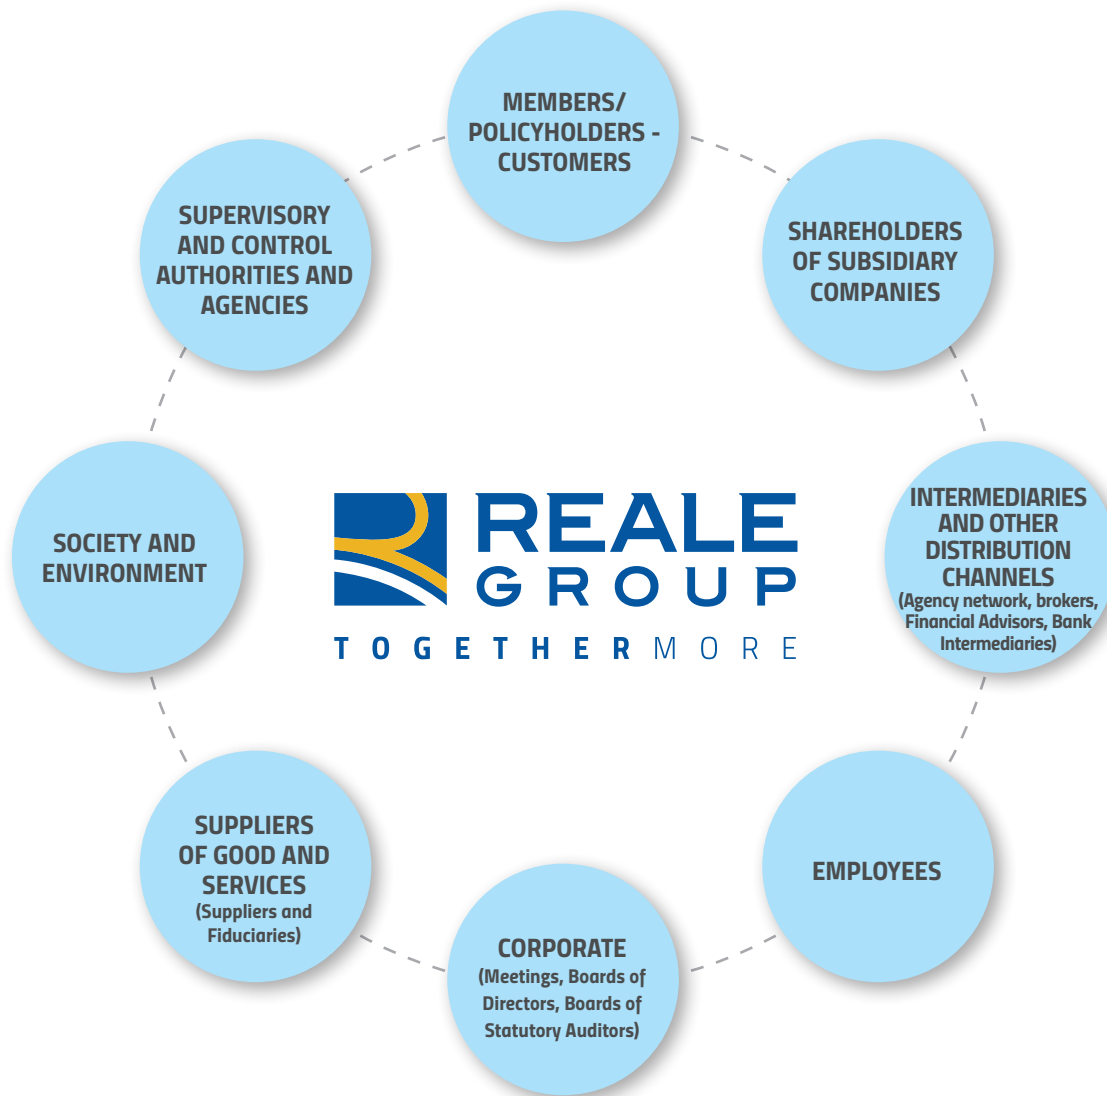 MEMBERS/
POLICYHOLDERS -
CUSTOMERS
SHAREHOLDERS
OF SUBSIDIARY
COMPANIES
INTERMEDIARIES
AND OTHER
DISTRIBUTION
CHANNELS
(Agency network, brokers,
Financial Advisors, Bank
Intermediaries)
EMPLOYEES
CORPORATE
(Meetings, Boards of
Directors, Boards of
Statutory Auditors)
SUPPLIERS
OF GOOD AND
SERVICES
(Suppliers and
Fiduciaries)
SOCIETY AND
ENVIRONMENT
SUPERVISORY
AND CONTROL
AUTHORITIES AND
AGENCIES
REALE
GROUP
TOGETHERMORE